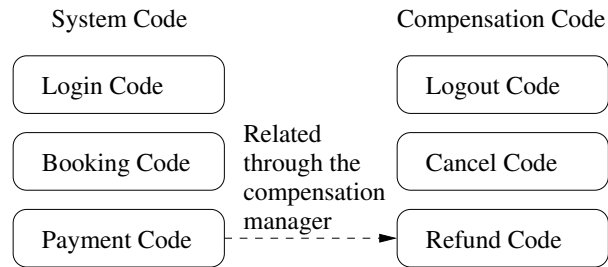 System Code
Compensation Code
Login Code
Logout Code
Booking Code
Related
through the
compensation
manager
Cancel Code
Payment Code
Refund Code